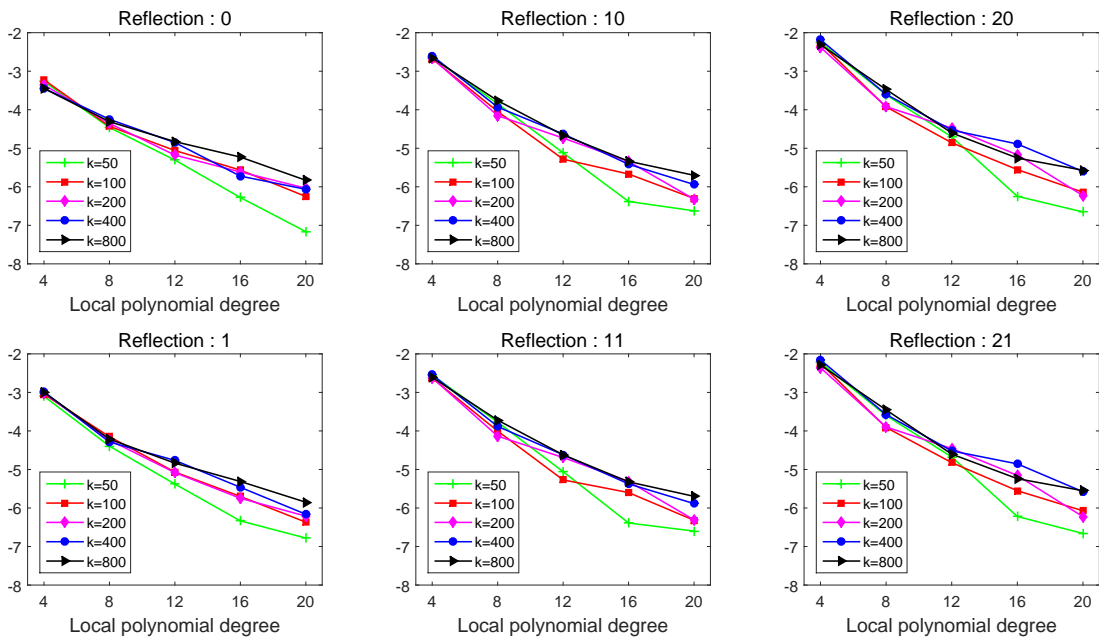 Reflection : 0
-2
-3
-4
-5
-6
-7
-8
k=50
k=100
k=200
k=400
k=800
4 8 12 16 20
Local polynomial degree
Reflection : 10
-2
-3
-4
-5
-6
-7
-8
k=50
k=100
k=200
k=400
k=800
4 8 12 16 20
Local polynomial degree
Reflection : 20
-2
-3
-4
-5
-6
-7
-8
k=50
k=100
k=200
k=400
k=800
4 8 12 16 20
Local polynomial degree
Reflection : 1
-2
-3
-4
-5
-6
-7
-8
k=50
k=100
k=200
k=400
k=800
4 8 12 16 20
Local polynomial degree
Reflection : 11
-2
-3
-4
-5
-6
-7
-8
k=50
k=100
k=200
k=400
k=800
4 8 12 16 20
Local polynomial degree
Reflection : 21
-2
-3
-4
-5
-6
-7
-8
k=50
k=100
k=200
k=400
k=800
4 8 12 16 20
Local polynomial degree